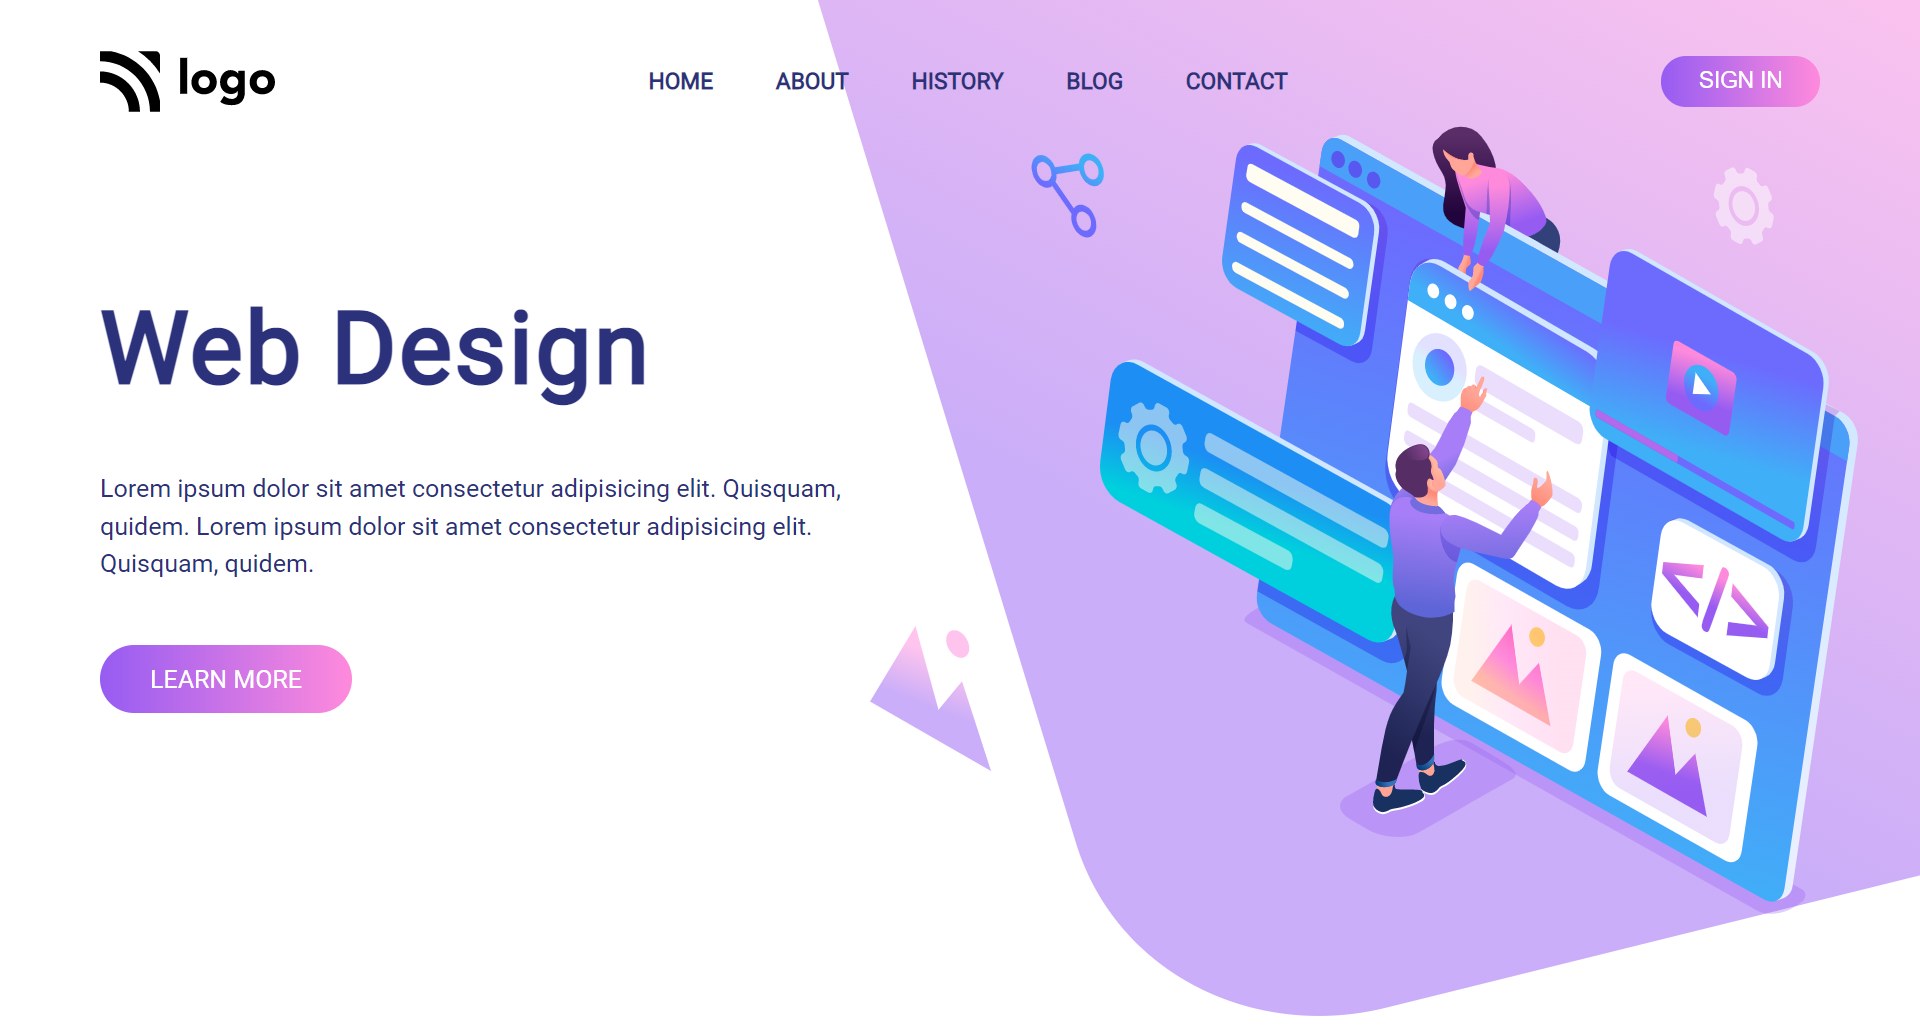 logo
HOME ABOUT HISTORY BLOG CONTACT
SIGN IN
Web Design
Lorem ipsum dolor sit amet consectetur adipisicing elit. Quisquam,
quidem. Lorem ipsum dolor sit amet consectetur adipisicing elit.
Quisquam, quidem.
LEARN MORE
</>